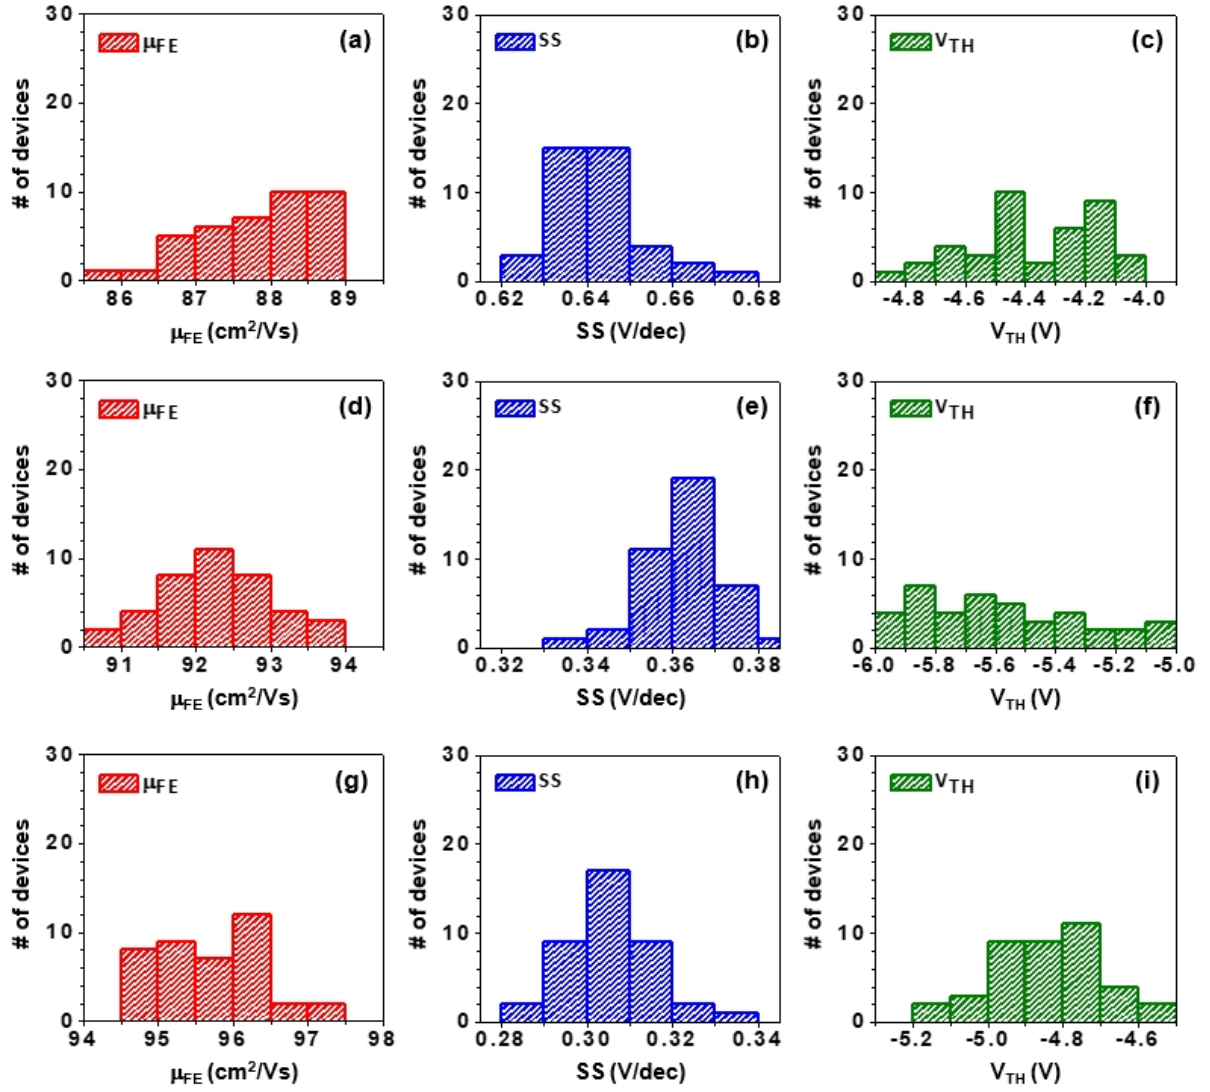 30 30 30
μFE (a) SS (b) VTH (c)
20 20 20
10 10 10
0 0 0
# of devices # of devices # of devices
86 87 88 89 0.62 0.64 0.66 0.68 -4.8 -4.6 -4.4 -4.2 -4.0
μFE (cm²/Vs) SS (V/dec) VTH (V)
30 30 30
μFE (d) SS (e) VTH (f)
20 20 20
10 10 10
0 0 0
# of devices # of devices # of devices
91 92 93 94 0.32 0.34 0.36 0.38 -6.0 -5.8 -5.6 -5.4 -5.2 -5.0
μFE (cm²/Vs) SS (V/dec) VTH (V)
30 30 30
μFE (g) SS (h) VTH (i)
20 20 20
10 10 10
0 0 0
# of devices # of devices # of devices
94 95 96 97 98 0.28 0.30 0.32 0.34 -5.2 -5.0 -4.8 -4.6
μFE (cm²/Vs) SS (V/dec) VTH (V)